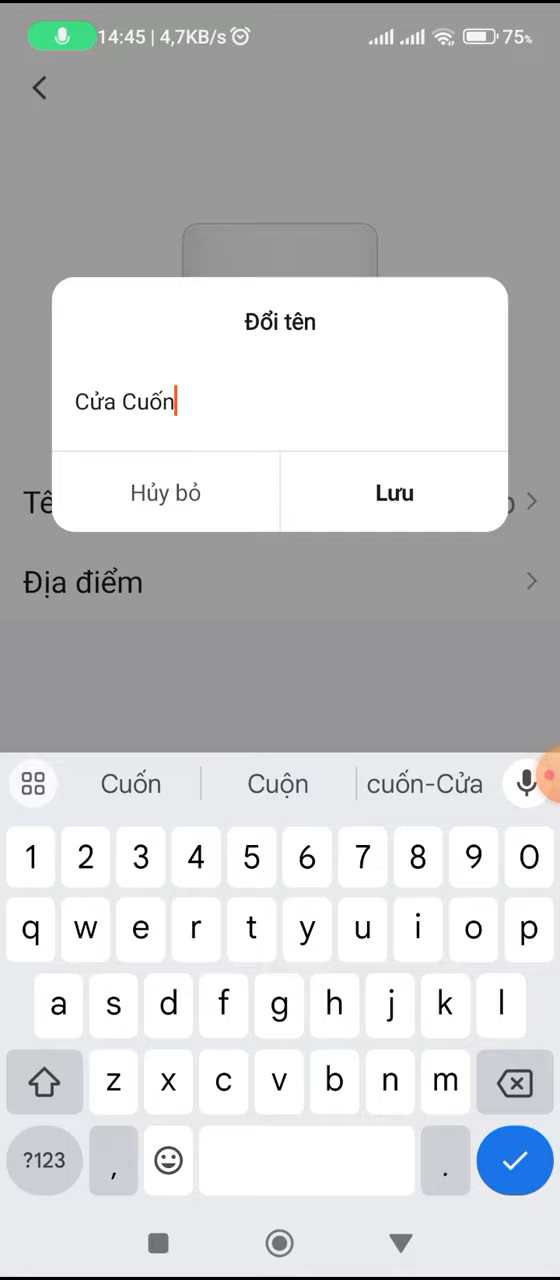 14:45 | 4,7KB/s
75%
Đổi tên
Cửa Cuốn
Hủy bỏ
Lưu
Tê
Địa điểm
Cuốn
Cuộn
cuốn-Cửa
1 2 3 4 5 6 7 8 9 0
q w e r t y u i o p
a s d f g h j k l
z x c v b n m
?123 , .